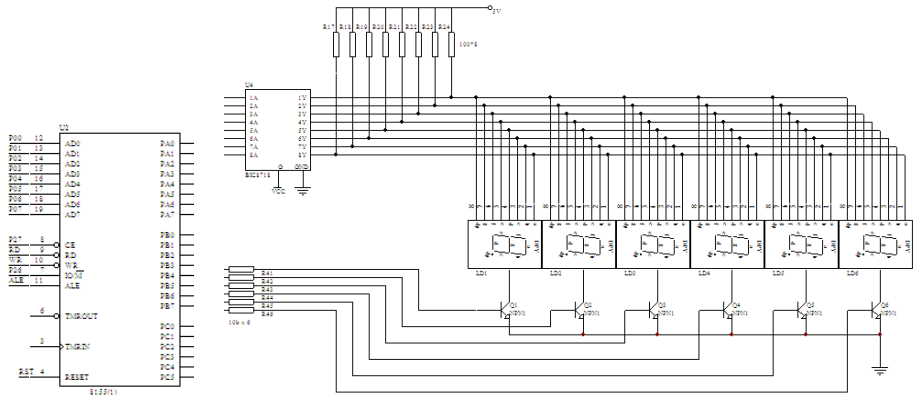 5V
R17 R18 R19 R20 R21 R22 R23 R24
100*8
U4
1A 1Y
2A 2Y
3A 3Y
4A 4Y
5A 5Y
6A 6Y
7A 7Y
8A 8Y
G GND
VCC
U2
P00 12 AD0 PA0
P01 13 AD1 PA1
P02 14 AD2 PA2
P03 15 AD3 PA3
P04 16 AD4 PA4
P05 17 AD5 PA5
P06 18 AD6 PA6
P07 19 AD7 PA7
PB0
P27 8 CE PB1
RD 9 RD PB2
WR 10 WR PB3
P26 7 IO/M PB4
ALE 11 ALE PB5
PB6
PB7
6 TMROUT
PC0
PC1
3 TMRIN PC2
PC3
PC4
RST 4 RESET PC5
8155(1)
R41
R42
R43
R44
R45
R46
10k x 6
LD1 LD2 LD3 LD4 LD5 LD6
Q1 Q2 Q3 Q4 Q5 Q6
NPN1 NPN1 NPN1 NPN1 NPN1 NPN1